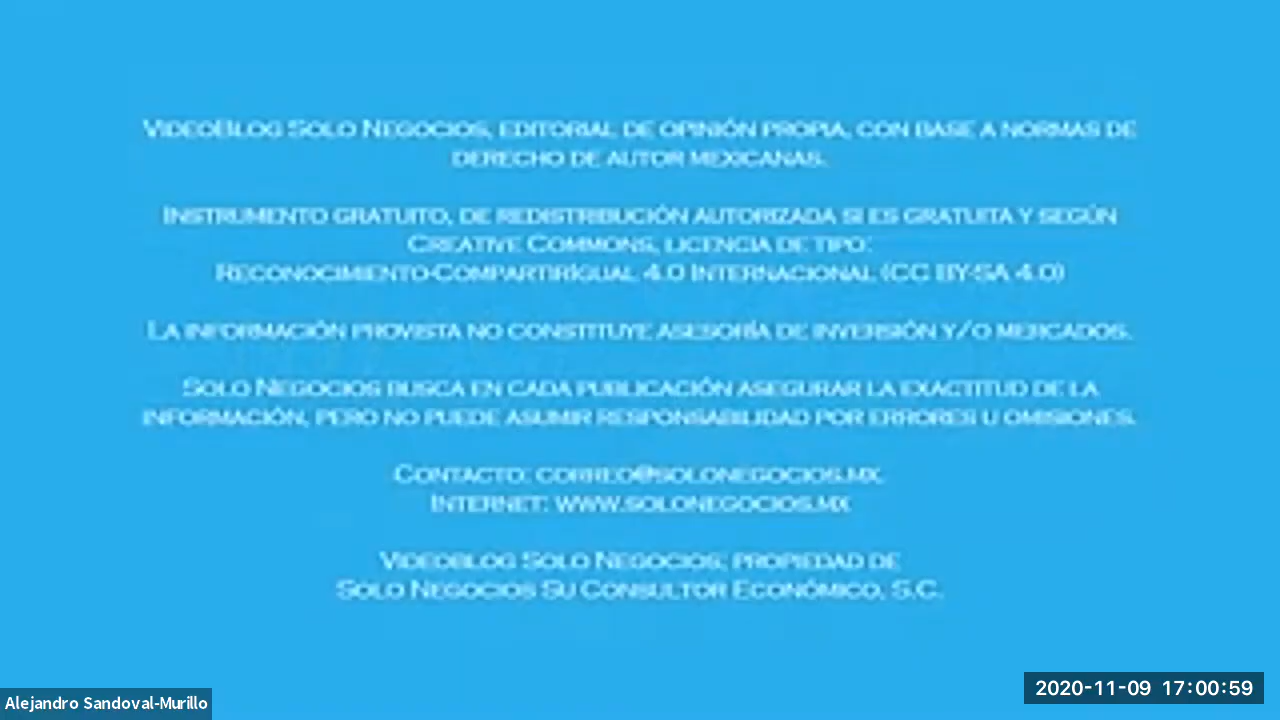 VideoBlog Solo Negocios, editorial de opinión propia, con base a normas de
derecho de autor mexicanas.
Instrumento gratuito, de redistribución autorizada si es gratuita y según
Creative Commons, licencia de tipo:
Reconocimiento-CompartirIgual 4.0 Internacional (CC BY-SA 4.0)
La información provista no constituye asesoría de inversión y/o mercados.
Solo Negocios busca en cada publicación asegurar la exactitud de la
información, pero no puede asumir responsabilidad por errores u omisiones.
Contacto: correo@solonegocios.mx.
Internet: www.solonegocios.mx
Videoblog Solo Negocios; propiedad de
Solo Negocios Su Consultor Económico, S.C.
Alejandro Sandoval-Murillo
2020-11-09 17:00:59